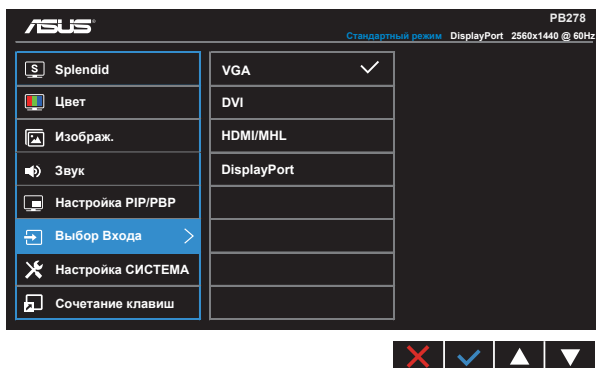 ASUS
PB278
Стандартный режим DisplayPort 2560x1440 @ 60Hz
S Splendid
Цвет
Изображ.
Звук
Настройка PIP/PBP
Выбор Входа
Настройка СИСТЕМА
Сочетание клавиш
VGA
DVI
HDMI/MHL
DisplayPort